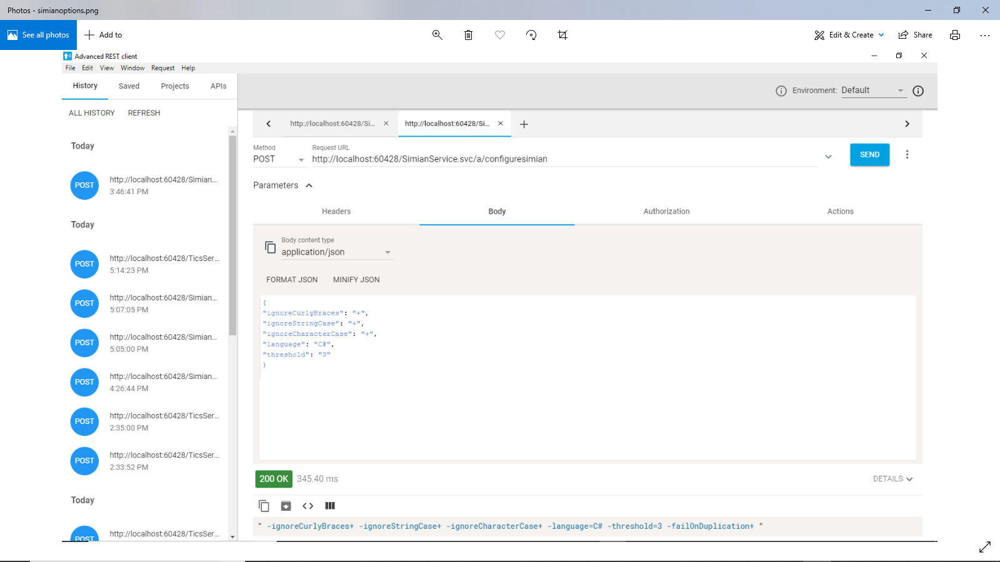 Photos - simianoptions.png
See all photos
Add to
Edit & Create
Share
Advanced REST client
File Edit View Window Request Help
History Saved Projects APIs
Environment: Default
ALL HISTORY REFRESH
Today
POST http://localhost:60428/Simian...
3:46:41 PM
Today
POST http://localhost:60428/TicsSer...
5:14:23 PM
POST http://localhost:60428/Simian...
5:07:05 PM
POST http://localhost:60428/Simian...
5:05:00 PM
POST http://localhost:60428/Simian...
4:26:44 PM
POST http://localhost:60428/TicsSer...
2:35:00 PM
POST http://localhost:60428/TicsSer...
2:33:52 PM
Today
POST http://localhost:60428/TicsSer...
http://localhost:60428/Si...
http://localhost:60428/Si...
Method
POST
Request URL
http://localhost:60428/SimianService.svc/a/configuresimian
SEND
Parameters
Headers Body Authorization Actions
Body content type
application/json
FORMAT JSON MINIFY JSON
{
"ignoreCurlyBraces": "+",
"ignoreStringCase": "+",
"ignoreCharacterCase": "+",
"language": "C#",
"threshold": "3"
}
200 OK 345.40 ms
DETAILS
" -ignoreCurlyBraces+ -ignoreStringCase+ -ignoreCharacterCase+ -language=C# -threshold=3 -failOnDuplication+ "